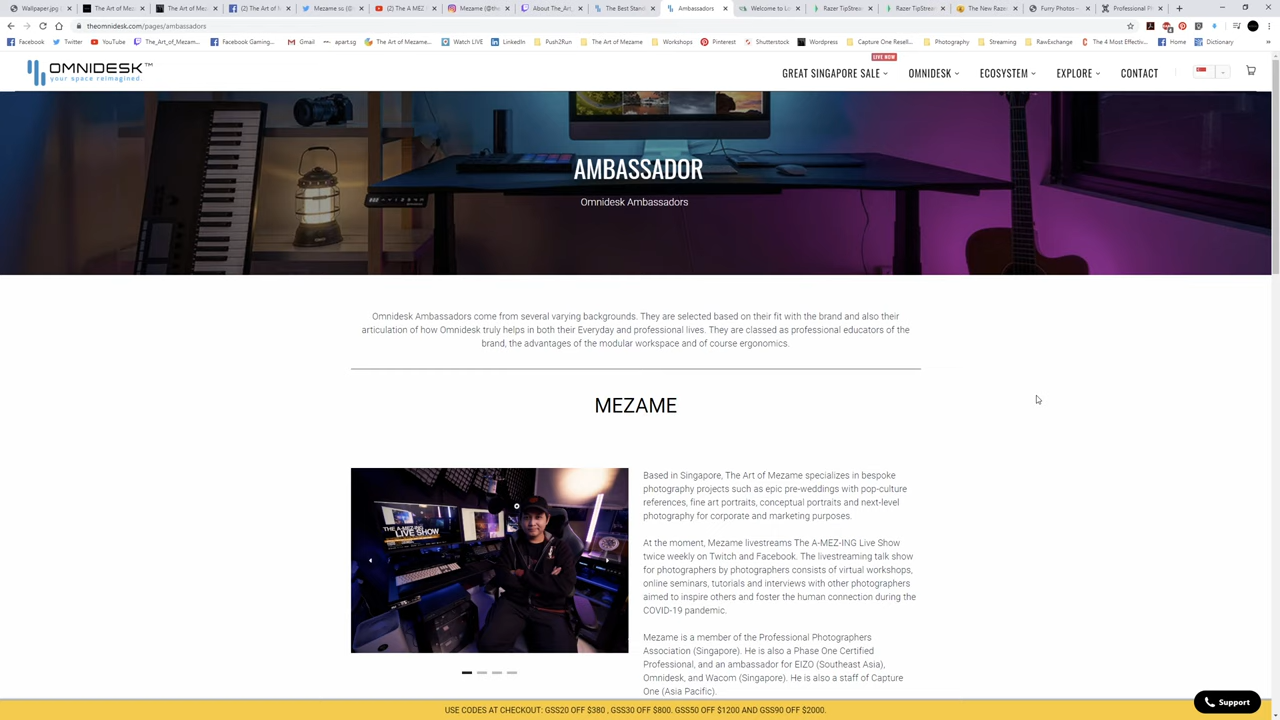 Wallpaper.jpg
The Art of Mez
The Art of Mez
(2) The Art of M
Mezame sg (@
(2) The A MEZ
Mezame (@the
About The_Art_
The Best Stand
Ambassadors
Welcome to Lo
Razer TipStre
Razer TipStrea
The New Raze
Furry Photos –
Professional P
theomnidesk.com/pages/ambassadors
Facebook
Twitter
YouTube
The_Art_of_Mezam...
Facebook Gaming...
Gmail
apart.sg
The Art of Mezame...
Watch LIVE
LinkedIn
Push2Run
The Art of Mezame
Workshops
Pinterest
Shutterstock
Wordpress
Capture One Resell...
Photography
Streaming
RawExchange
The 4 Most Effectiv...
Home
Dictionary
OMNIDESK™
your space reimagined.
LIVE NOW
GREAT SINGAPORE SALE
OMNIDESK
ECOSYSTEM
EXPLORE
CONTACT
AMBASSADOR
Omnidesk Ambassadors
Omnidesk Ambassadors come from several varying backgrounds. They are selected based on their fit with the brand and also their
articulation of how Omnidesk truly helps in both their Everyday and professional lives. They are classed as professional educators of the
brand, the advantages of the modular workspace and of course ergonomics.
MEZAME
THE A-MEZ-ING
LIVE SHOW
Based in Singapore, The Art of Mezame specializes in bespoke
photography projects such as epic pre-weddings with pop-culture
references, fine art portraits, conceptual portraits and next-level
photography for corporate and marketing purposes.
At the moment, Mezame livestreams The A-MEZ-ING Live Show
twice weekly on Twitch and Facebook. The livestreaming talk show
for photographers by photographers consists of virtual workshops,
online seminars, tutorials and interviews with other photographers
aimed to inspire others and foster the human connection during the
COVID-19 pandemic.
Mezame is a member of the Professional Photographers
Association (Singapore). He is also a Phase One Certified
Professional, and an ambassador for EIZO (Southeast Asia),
Omnidesk, and Wacom (Singapore). He is also a staff of Capture
One (Asia Pacific).
Support
USE CODES AT CHECKOUT: GSS20 OFF $380 , GSS30 OFF $800. GSS50 OFF $1200 AND GSS90 OFF $2000.